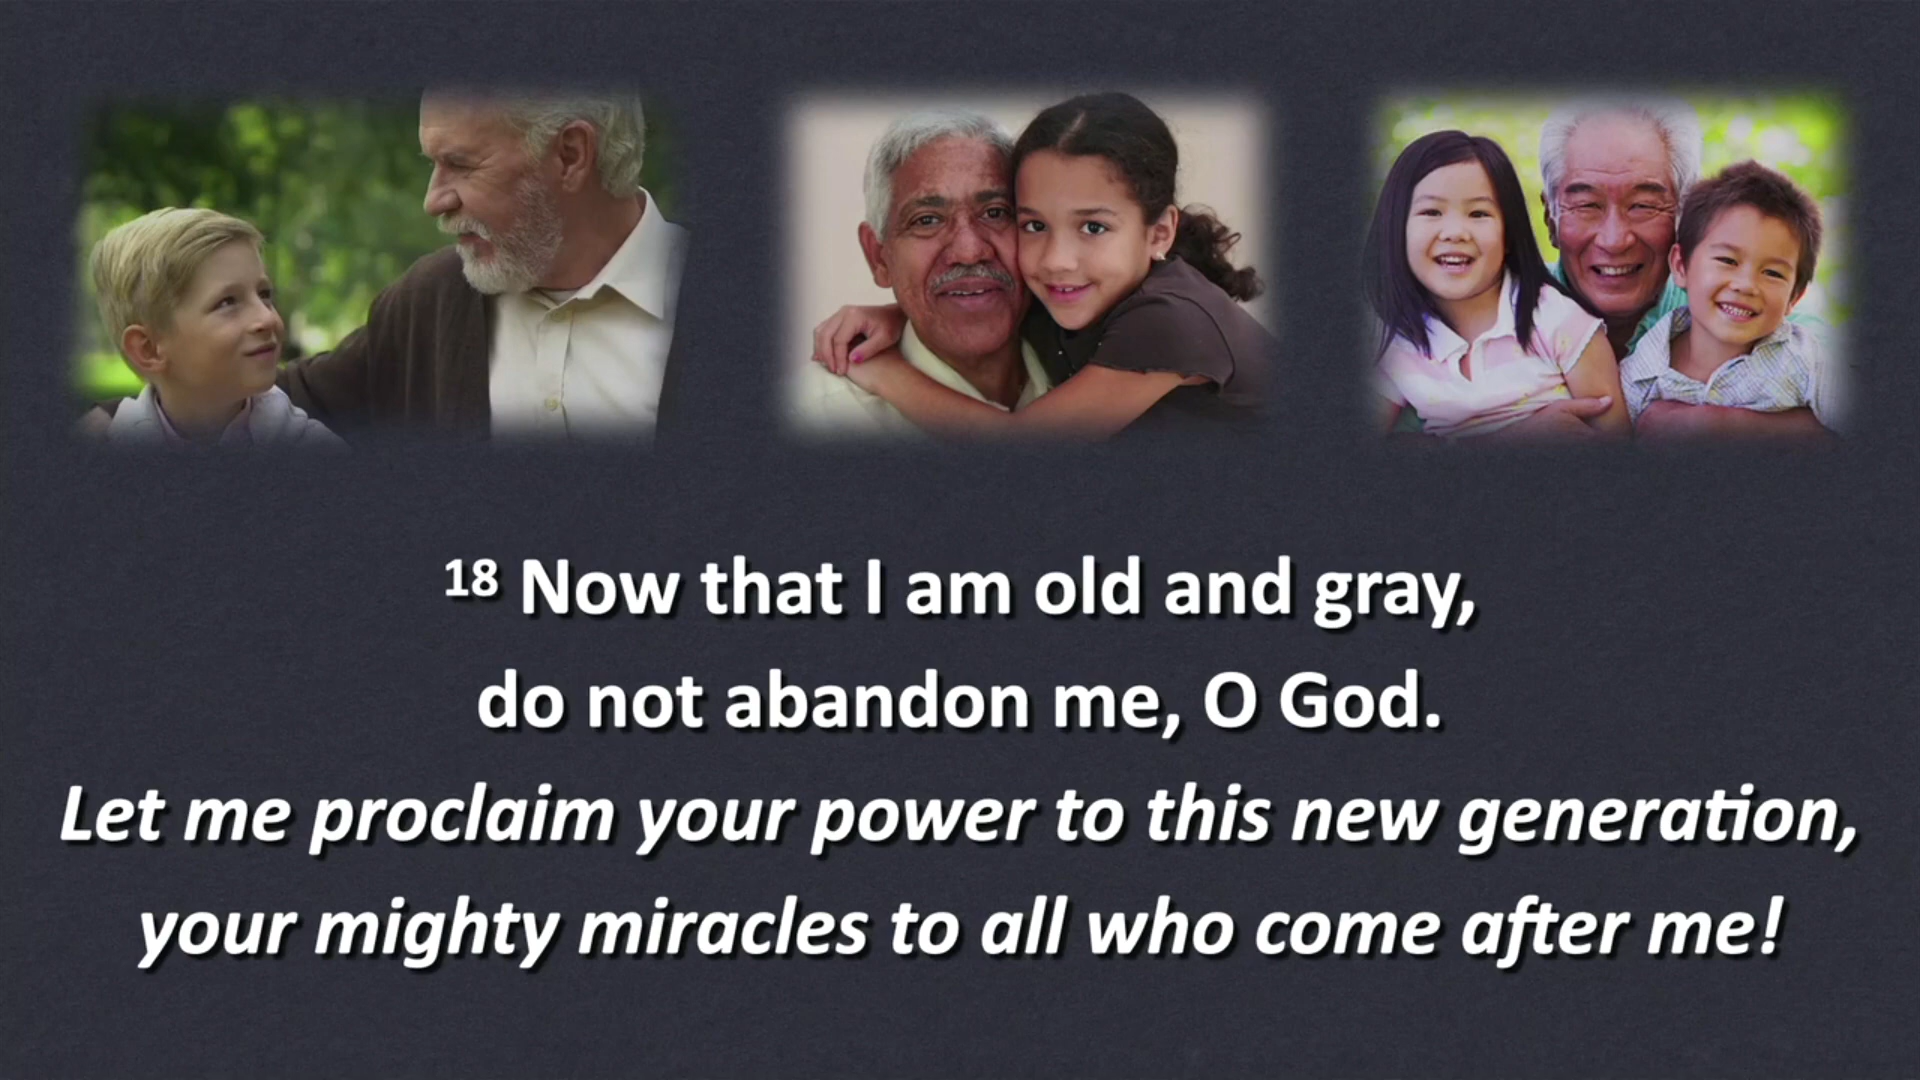 18 Now that I am old and gray,
do not abandon me, O God.
Let me proclaim your power to this new generation,
your mighty miracles to all who come after me!